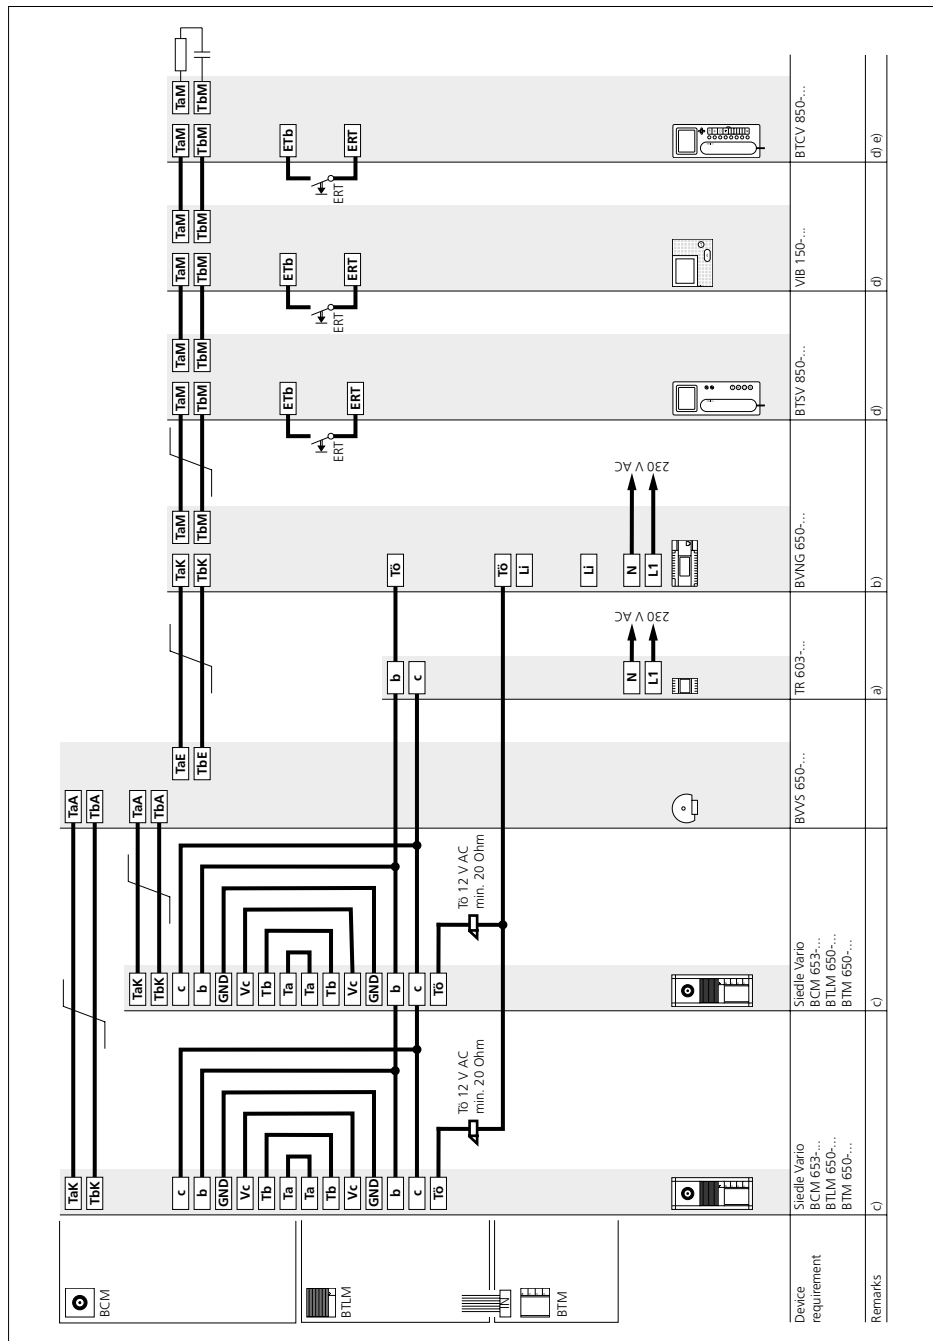 TaK TaA
TbK TbA
BCM
TaK TaA
TbK TbA
c c TaE TaK TaM TaM TaM TaM TaM TaM TaM
b b TbE TbK TbM TbM TbM TbM TbM TbM TbM
GND GND
Vc Vc
Tb Tb
Ta Ta ETb ETb ETb
Ta Ta
BTLM
Tb Tb
ERT ERT ERT
Vc Vc ERT ERT ERT
GND GND
b b b Tö
c c c
Tö Tö
Tö 12 V AC
min. 20 Ohm
Tö 12 V AC
min. 20 Ohm
IN
Tö
Li
BTM
Li
N N
L1 L1
230 V AC
230 V AC
Device
requirement
Siedle Vario
BCM 653-...
BTLM 650-...
BTM 650-...
Siedle Vario
BCM 653-...
BTLM 650-...
BTM 650-...
BVVS 650-...
TR 603-...
BVNG 650-...
BTSV 850-...
VIB 150-...
BTCV 850-...
Remarks
c)
c)
a)
b)
d)
d)
d) e)